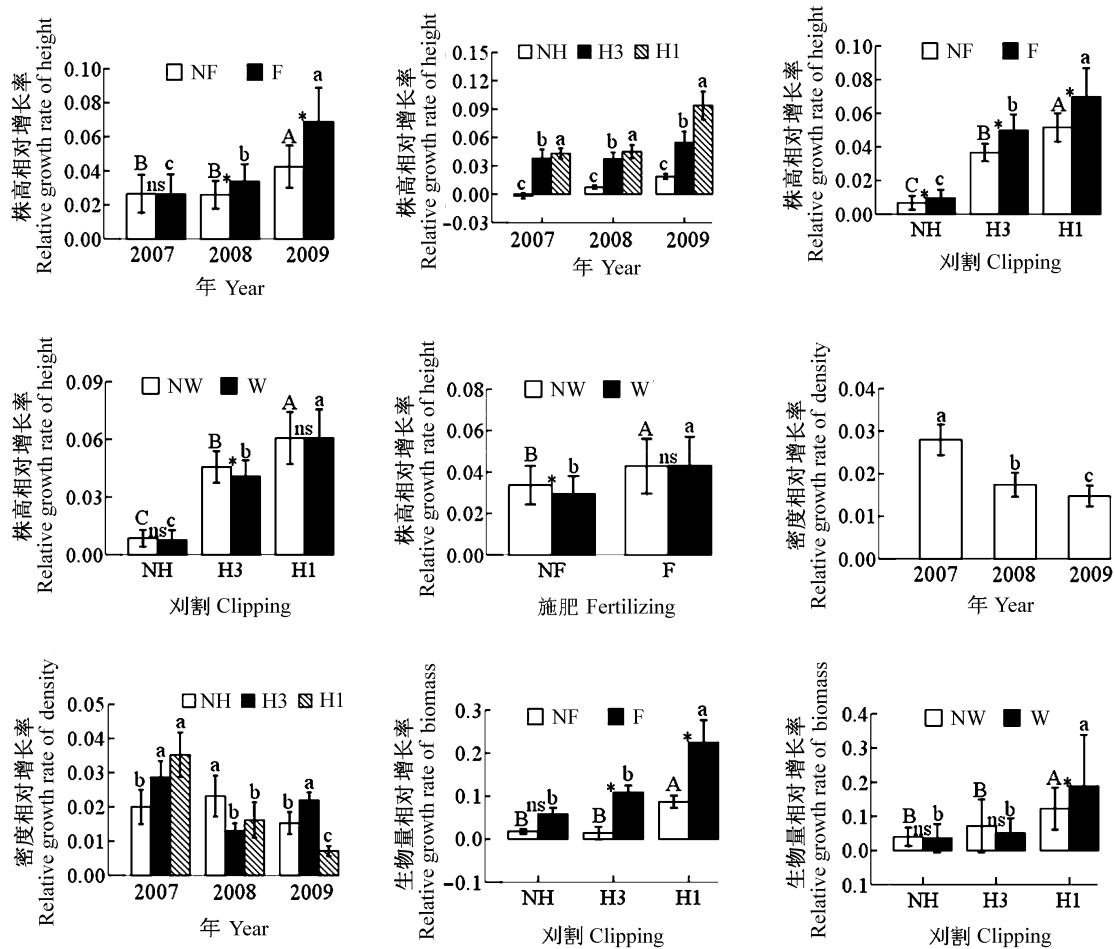 株高相对增长率
Relative growth rate of height
NF F
0.10
0.08
0.06
0.04
0.02
0.00
B ns c
B * b
A * a
2007 2008 2009
年 Year
株高相对增长率
Relative growth rate of height
NH H3 H1
0.15
0.12
0.09
0.06
0.03
0.00
−0.03
c b a
c b a
c b a
2007 2008 2009
年 Year
株高相对增长率
Relative growth rate of height
NF F
0.10
0.08
0.06
0.04
0.02
0.00
C * c
B * b
A * a
NH H3 H1
刈割 Clipping
株高相对增长率
Relative growth rate of height
NW W
0.09
0.06
0.03
0.00
C ns c
B * b
A ns a
NH H3 H1
刈割 Clipping
株高相对增长率
Relative growth rate of height
NW W
0.08
0.06
0.04
0.02
0.00
B * b
A ns a
NF F
施肥 Fertilizing
密度相对增长率
Relative growth rate of density
0.04
0.03
0.02
0.01
0.00
a b c
2007 2008 2009
年 Year
密度相对增长率
Relative growth rate of density
NH H3 H1
0.05
0.04
0.03
0.02
0.01
0.00
b a a
a b b
b a c
2007 2008 2009
年 Year
生物量相对增长率
Relative growth rate of biomass
NF F
0.3
0.2
0.1
0.0
−0.1
B ns b
B * b
A * a
NH H3 H1
刈割 Clipping
生物量相对增长率
Relative growth rate of biomass
NW W
0.4
0.3
0.2
0.1
0.0
0.1
B ns b
B ns b
A * a
NH H3 H1
刈割 Clipping